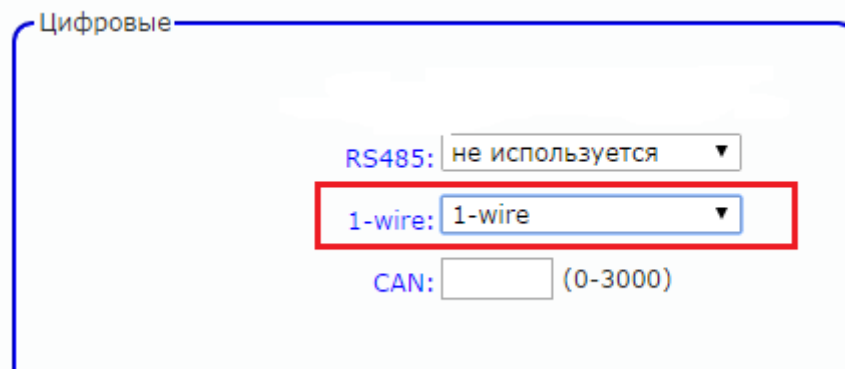 Цифровые
RS485: не используется
1-wire: 1-wire
CAN: (0-3000)